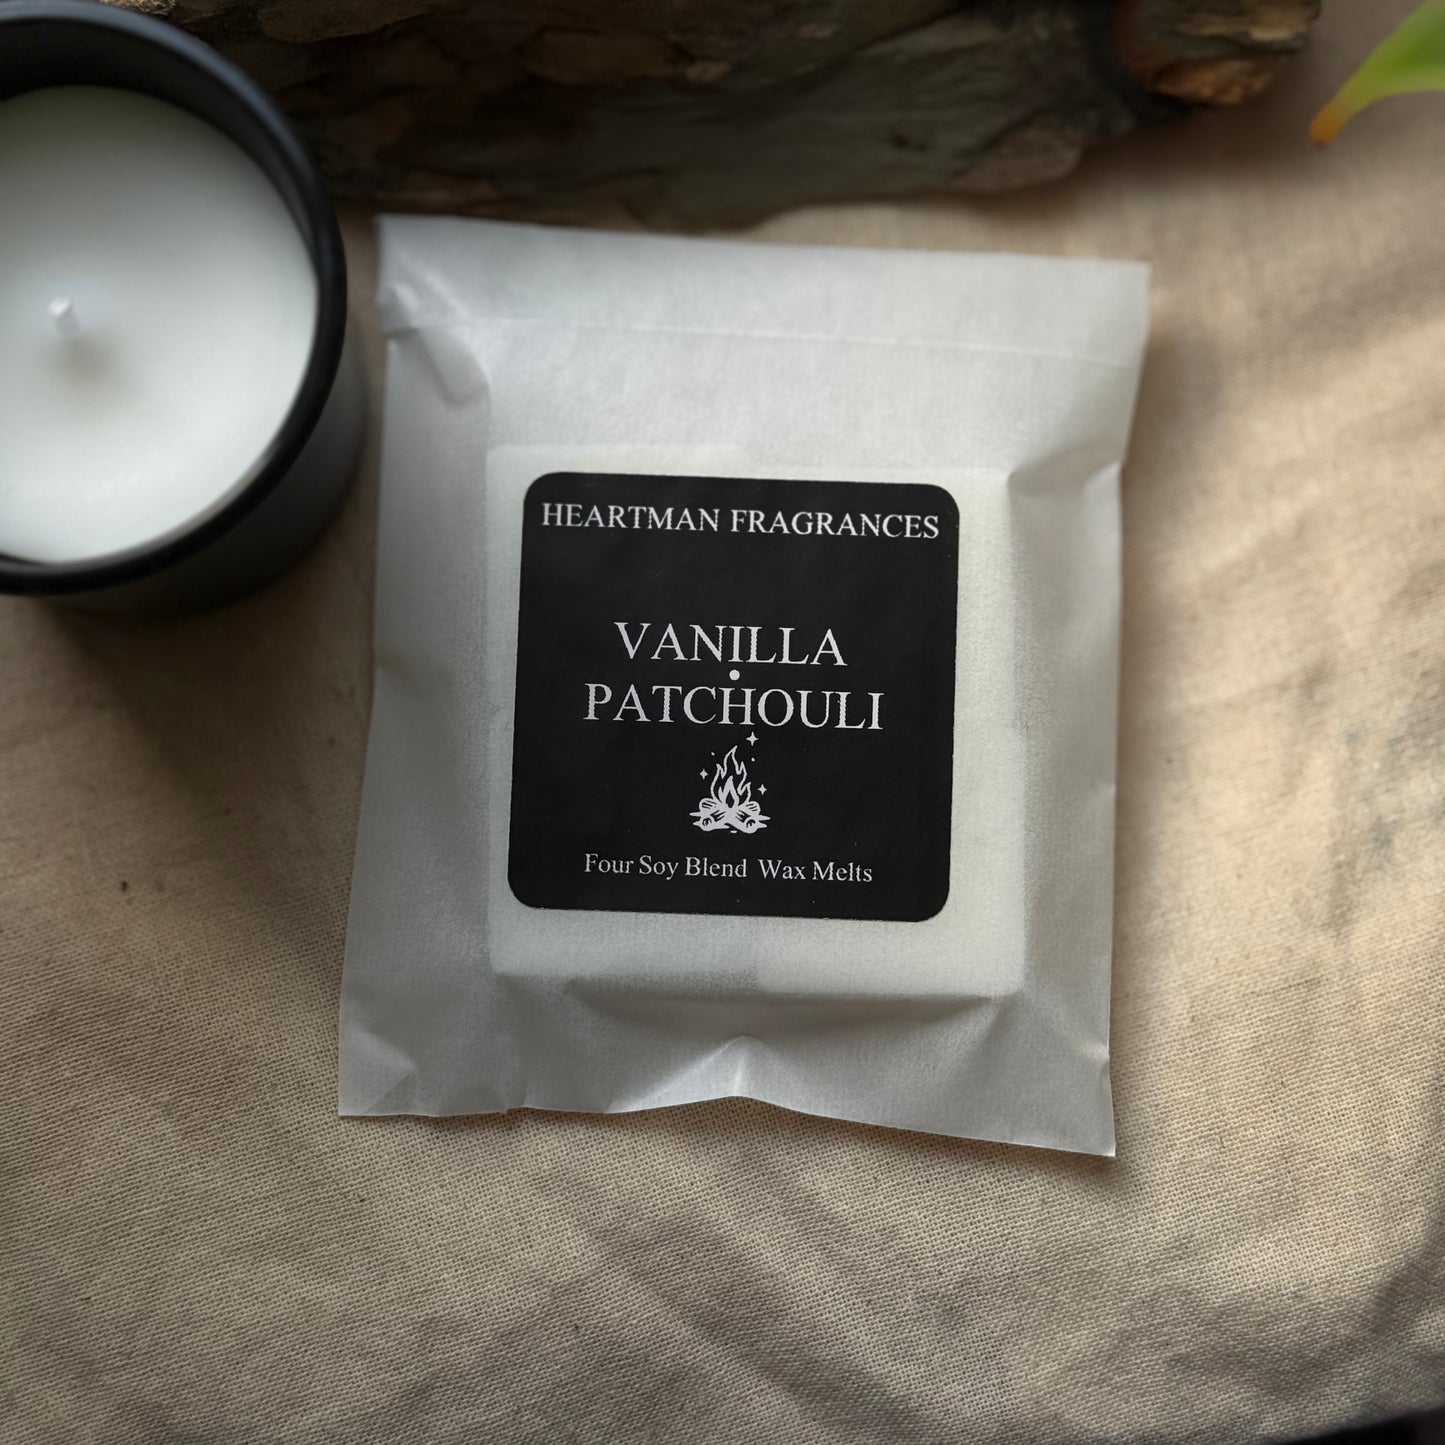 HEARTMAN FRAGRANCES
VANILLA
•
PATCHOULI
Four Soy Blend Wax Melts